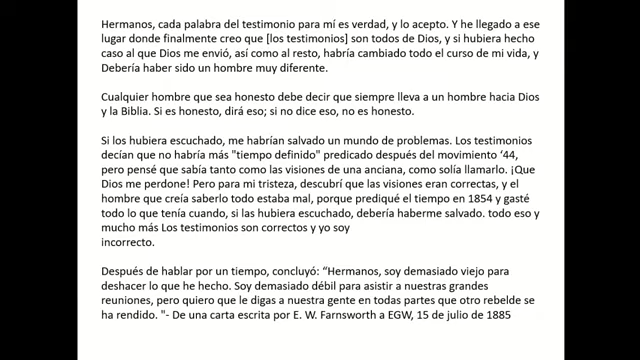 Hermanos, cada palabra del testimonio para mí es verdad, y lo acepto. Y he llegado a ese
lugar donde finalmente creo que [los testimonios] son todos de Dios, y si hubiera hecho
caso al que Dios me envió, así como al resto, habría cambiado todo el curso de mi vida, y
Debería haber sido un hombre muy diferente.
Cualquier hombre que sea honesto debe decir que siempre lleva a un hombre hacia Dios
y la Biblia. Si es honesto, dirá eso; si no dice eso, no es honesto.
Si los hubiera escuchado, me habrían salvado un mundo de problemas. Los testimonios
decían que no habría más "tiempo definido" predicado después del movimiento ‘44,
pero pensé que sabía tanto como las visiones de una anciana, como solía llamarlo. ¡Que
Dios me perdone! Pero para mi tristeza, descubrí que las visiones eran correctas, y el
hombre que creía saberlo todo estaba mal, porque prediqué el tiempo en 1854 y gasté
todo lo que tenía cuando, si las hubiera escuchado, debería haberme salvado. todo eso y
mucho más Los testimonios son correctos y yo soy
incorrecto.
Después de hablar por un tiempo, concluyó: “Hermanos, soy demasiado viejo para
deshacer lo que he hecho. Soy demasiado débil para asistir a nuestras grandes
reuniones, pero quiero que le digas a nuestra gente en todas partes que otro rebelde se
ha rendido. "- De una carta escrita por E. W. Farnsworth a EGW, 15 de julio de 1885